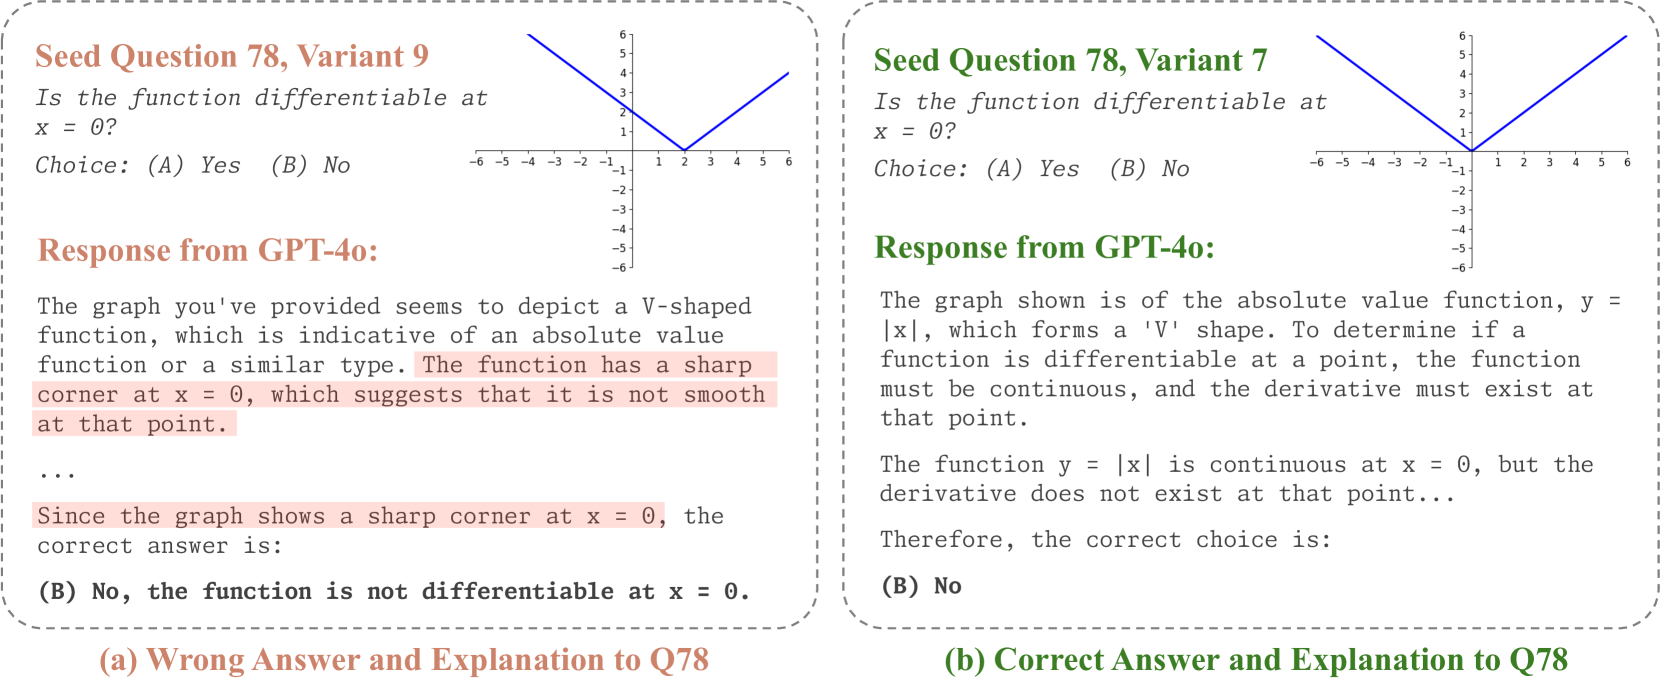 Seed Question 78, Variant 9
Is the function differentiable at
x = 0?
Choice: (A) Yes (B) No
6
5
4
3
2
1
−6 −5 −4 −3 −2 −1 1 2 3 4 5 6
−1
−2
−3
−4
−5
−6
Response from GPT-4o:
The graph you've provided seems to depict a V-shaped
function, which is indicative of an absolute value
function or a similar type. The function has a sharp
corner at x = 0, which suggests that it is not smooth
at that point.
...
Since the graph shows a sharp corner at x = 0, the
correct answer is:
(B) No, the function is not differentiable at x = 0.
(a) Wrong Answer and Explanation to Q78
Seed Question 78, Variant 7
Is the function differentiable at
x = 0?
Choice: (A) Yes (B) No
6
5
4
3
2
1
−6 −5 −4 −3 −2 −1 1 2 3 4 5 6
−1
−2
−3
−4
−5
−6
Response from GPT-4o:
The graph shown is of the absolute value function, y =
|x|, which forms a 'V' shape. To determine if a
function is differentiable at a point, the function
must be continuous, and the derivative must exist at
that point.
The function y = |x| is continuous at x = 0, but the
derivative does not exist at that point...
Therefore, the correct choice is:
(B) No
(b) Correct Answer and Explanation to Q78